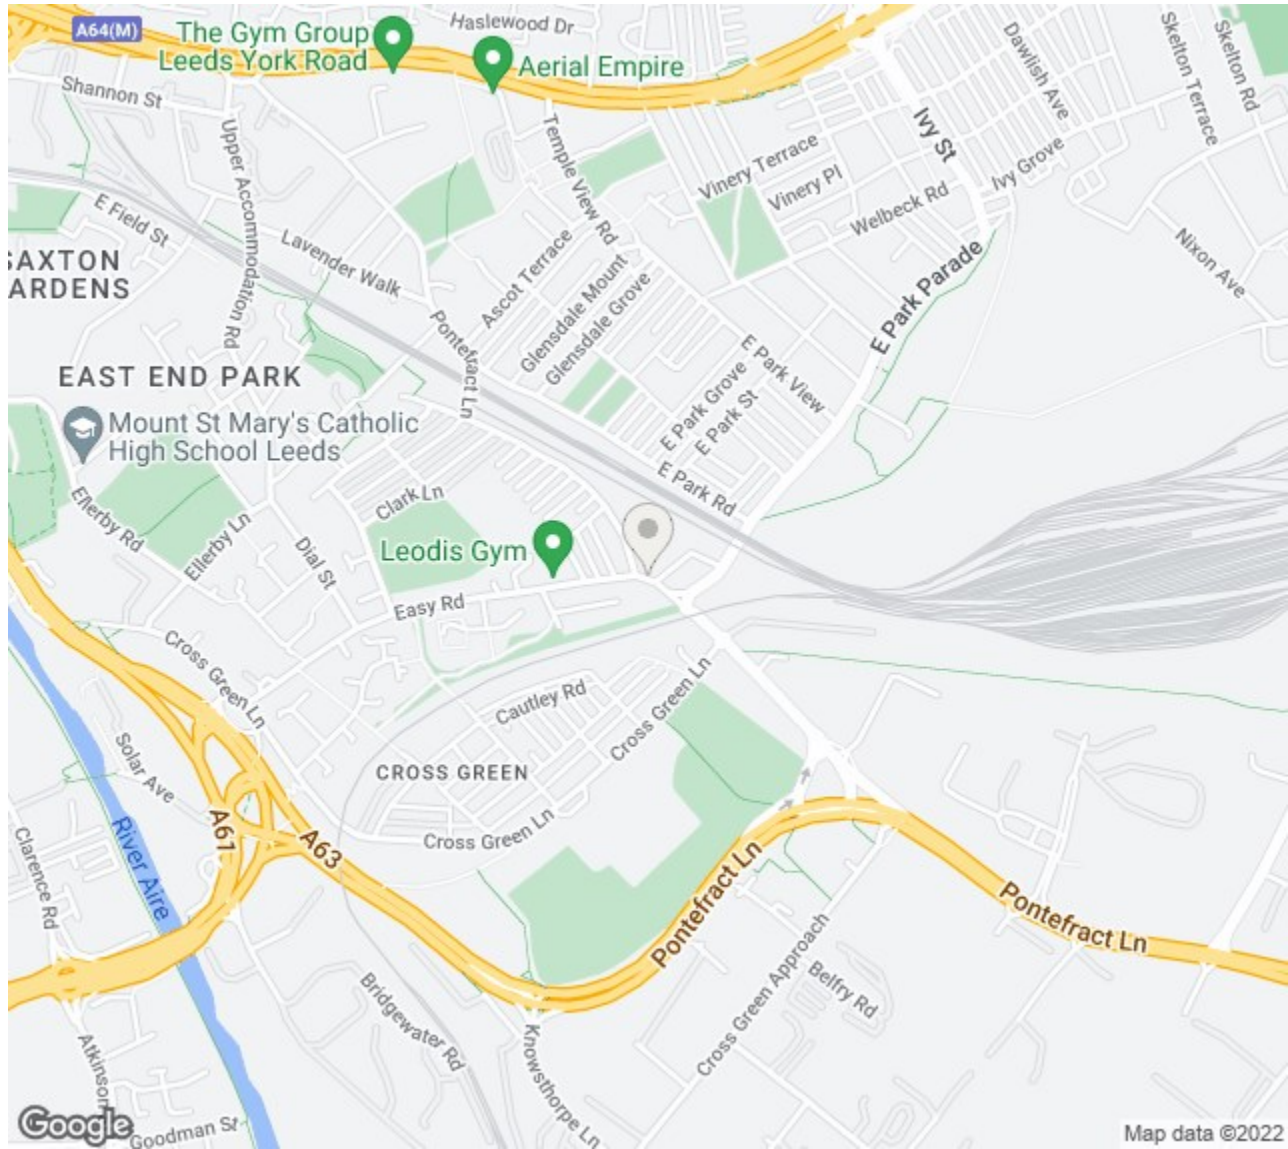 A64(M)
The Gym Group
Leeds York Road
Haslewood Dr
Aerial Empire
Shannon St
Upper Accommodation Rd
Temple View Rd
Ivy St
Dawlish Ave
Skelton Terrace
Skelton Rd
Vinery Terrace
Vinery Pl
Ivy Grove
Welbeck Rd
E Field St
Lavender Walk
Ascot Terrace
Nixon Ave
SAXTON
ARDENS
Glensdale Mount
Glensdale Grove
E Park Parade
Pontefract Ln
EAST END PARK
E Park View
E Park Grove
E Park St
Mount St Mary's Catholic
High School Leeds
E Park Rd
Clark Ln
Ellerby Rd
Ellerby Ln
Dial St
Leodis Gym
Easy Rd
Cross Green Ln
Cautley Rd
Cross Green Ln
Solar Ave
CROSS GREEN
A61
A63
Cross Green Ln
River Aire
Clarence Rd
Pontefract Ln
Pontefract Ln
Cross Green Approach
Belfry Rd
Bridgewater Rd
Knowsthorpe Ln
Atkinson
Goodman St
Google
Map data ©2022